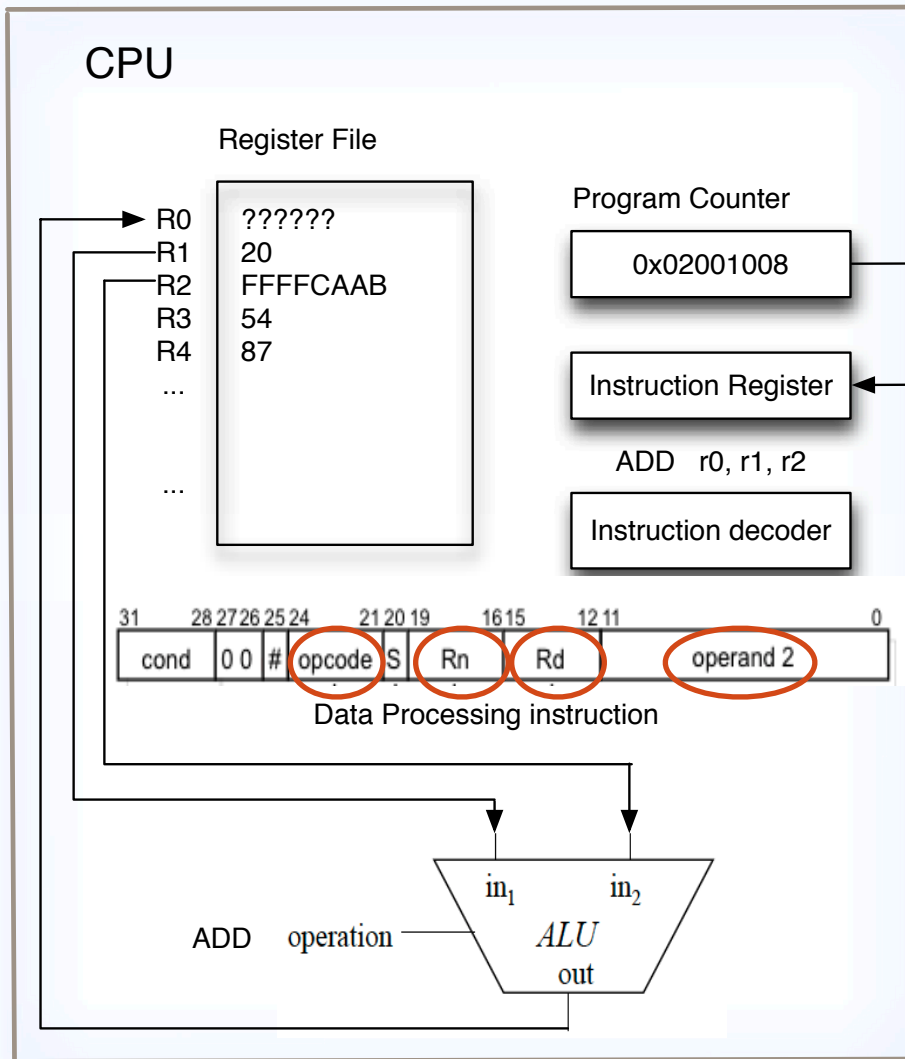 CPU
Register File
R0 ??????
R1 20
R2 FFFFCAAB
R3 54
R4 87
...
...
Program Counter
0x02001008
Instruction Register
ADD r0, r1, r2
Instruction decoder
31 28 27 26 25 24 21 20 19 16 15 12 11 0
cond 0 0 # opcode S Rn Rd operand 2
Data Processing instruction
in1 in2
ADD operation ALU
out